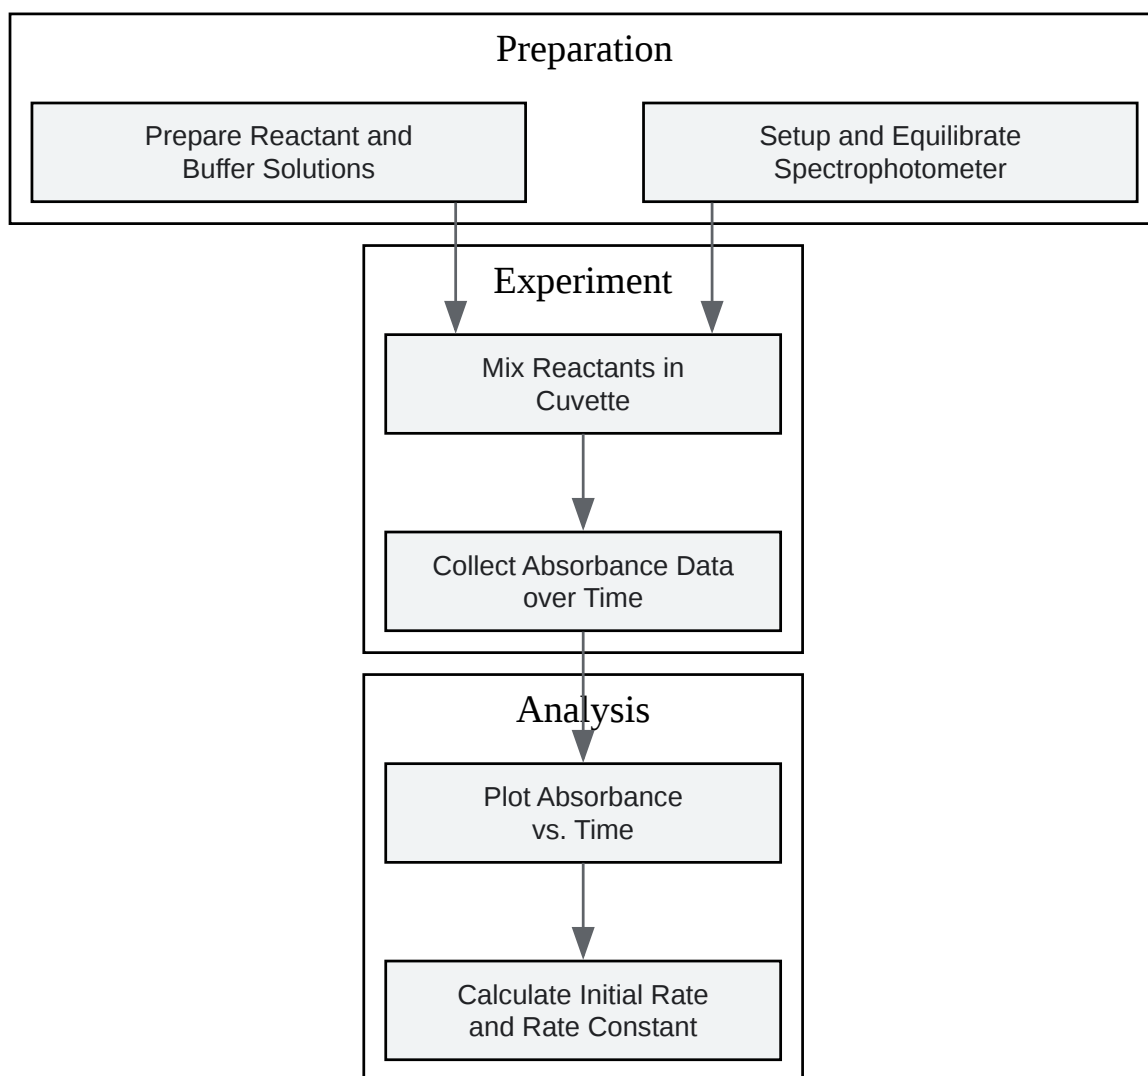 Preparation
Prepare Reactant and
Buffer Solutions
Setup and Equilibrate
Spectrophotometer
Experiment
Mix Reactants in
Cuvette
Collect Absorbance Data
over Time
Analysis
Plot Absorbance
vs. Time
Calculate Initial Rate
and Rate Constant